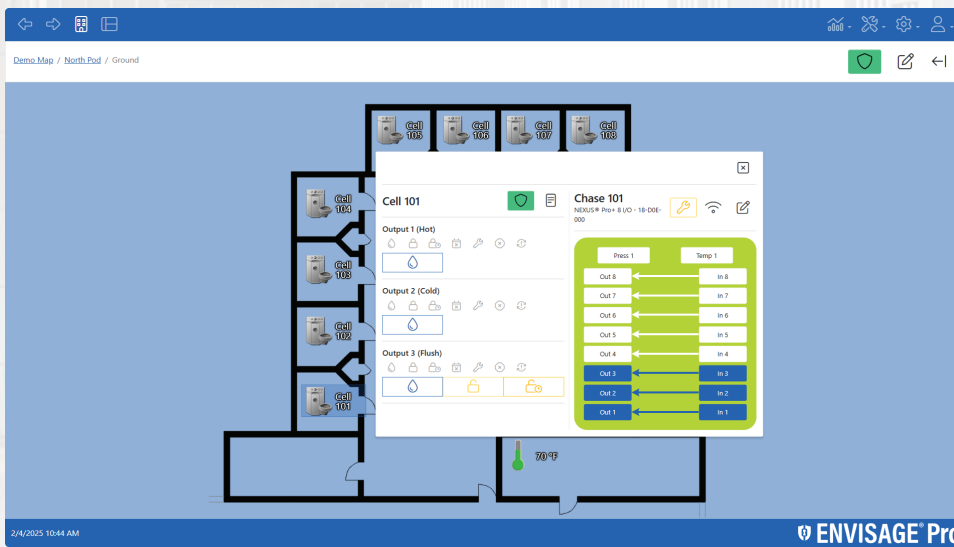 Demo Map / North Pod / Ground
Cell 105
Cell 106
Cell 107
Cell 108
Cell 104
Cell 103
Cell 102
Cell 101
Cell 101
Output 1 (Hot)
Output 2 (Cold)
Output 3 (Flush)
Chase 101
NEXUS® Pro+ 8 I/O - 18-D0E-
000
Press 1 Temp 1
Out 8 In 8
Out 7 In 7
Out 6 In 6
Out 5 In 5
Out 4 In 4
Out 3 In 3
Out 2 In 2
Out 1 In 1
70 °F
2/4/2025 10:44 AM
ENVISAGE® Pro